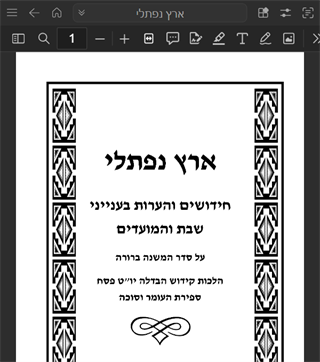 ארץ נפתלי
1
ארץ נפתלי
חידושים והערות בענייני
שבת והמועדים
על סדר המשנה ברורה
הלכות קידוש הבדלה יו״ט פסח
ספירת העומר וסוכה